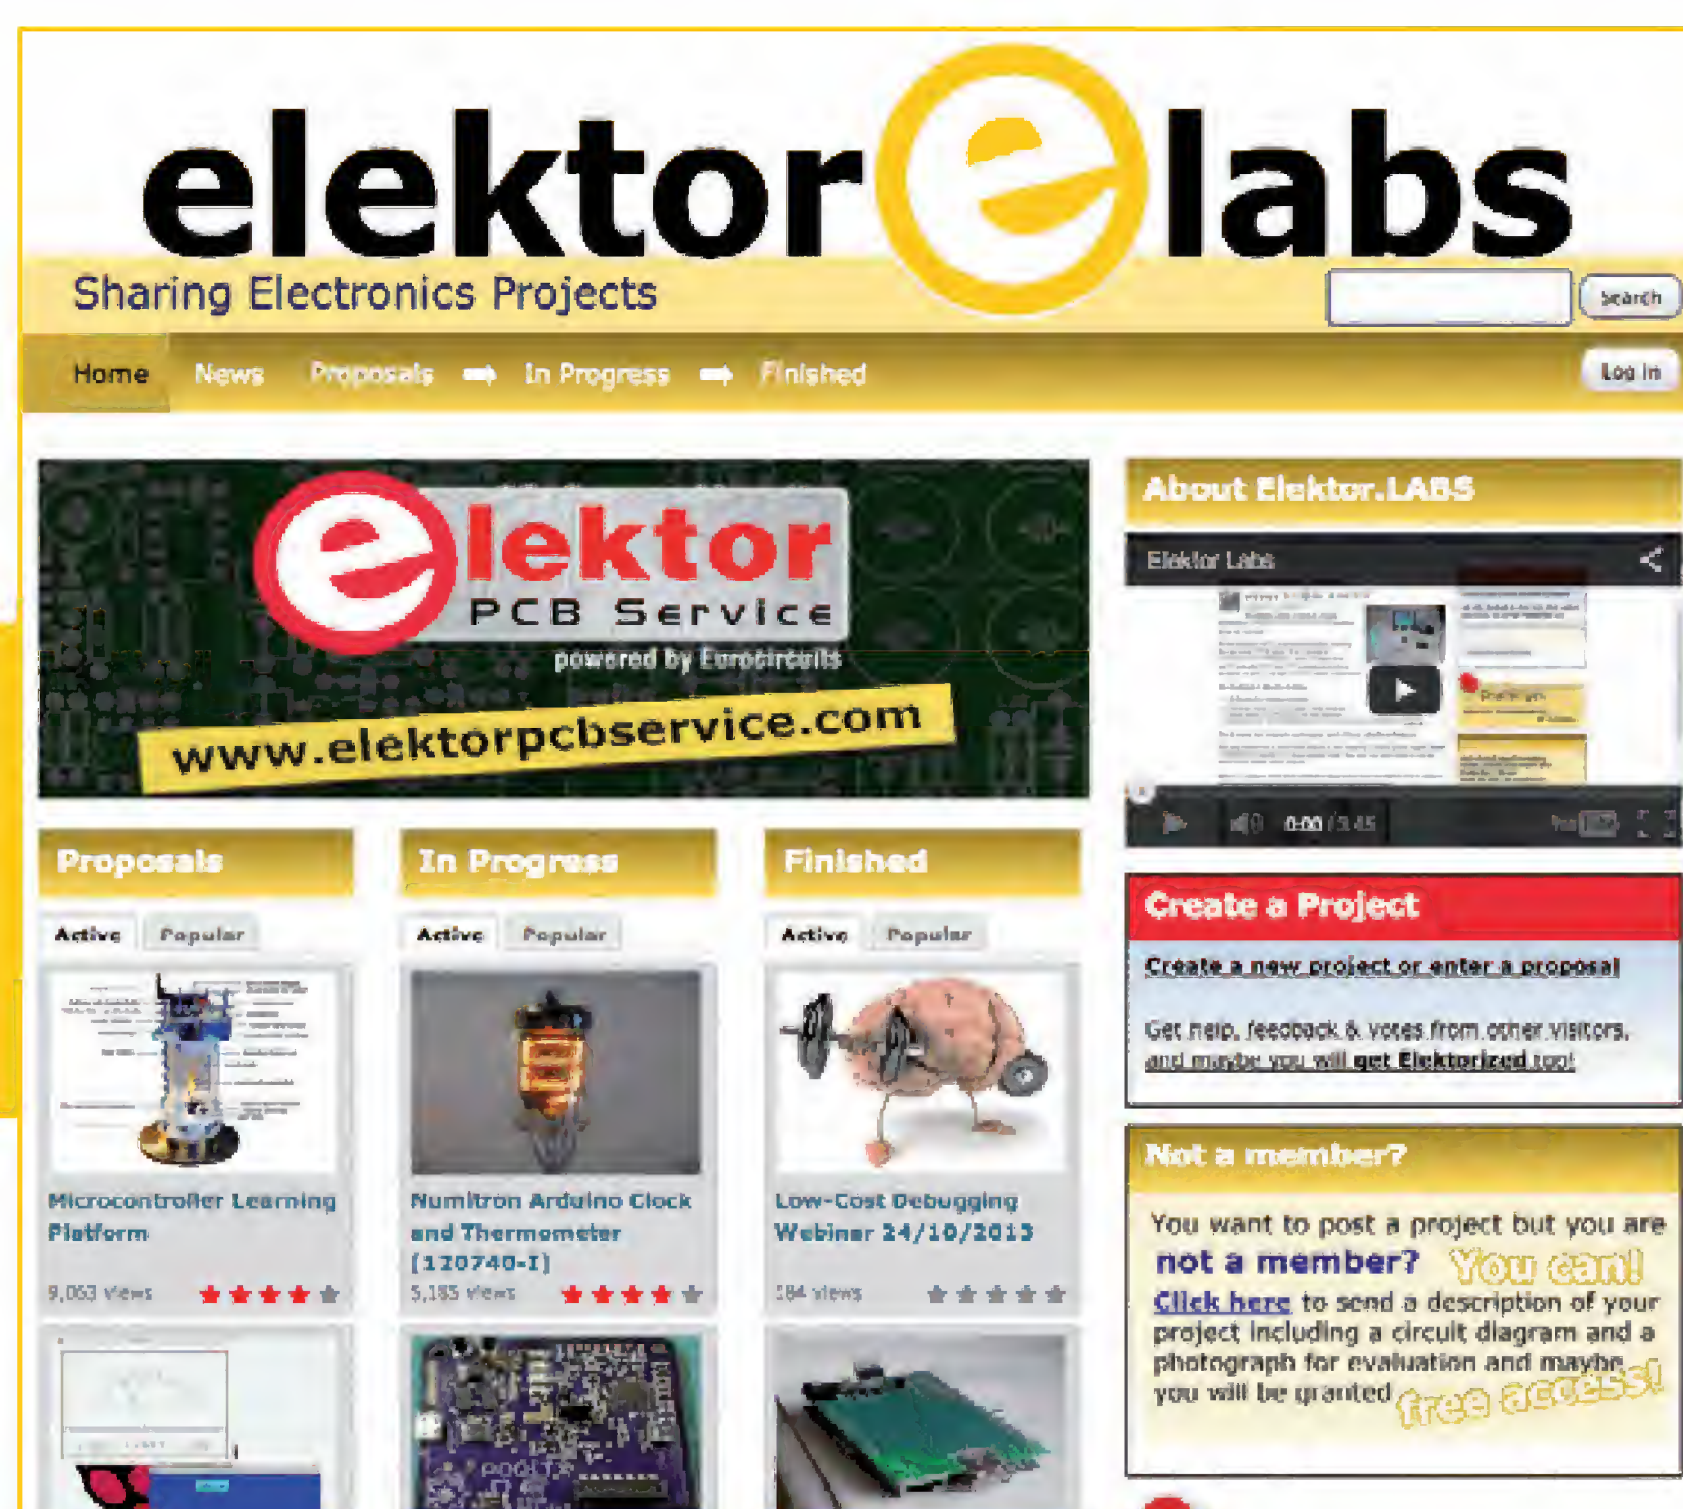 elektor e labs
Sharing Electronics Projects
Search
Home News Proposals In Progress Finished
Log in
elektor
PCB Service
powered by Eurocircuits
www.elektorpcbservice.com
About Elektor.LABS
Elektor Labs
0:00 / 3:45
Proposals
Active Popular
Microcontroller Learning
Platform
9,053 views
In Progress
Active Popular
Numitron Arduino Clock
and Thermometer
(120740-I)
5,185 views
Finished
Active Popular
Low-Cost Debugging
Webinar 24/10/2013
184 views
Create a Project
Create a new project or enter a proposal
Get help, feedback & votes from other visitors,
and maybe you will get Elektorized too!
Not a member?
You want to post a project but you are
not a member? You can!
Click here to send a description of your
project including a circuit diagram and a
photograph for evaluation and maybe
you will be granted free access!